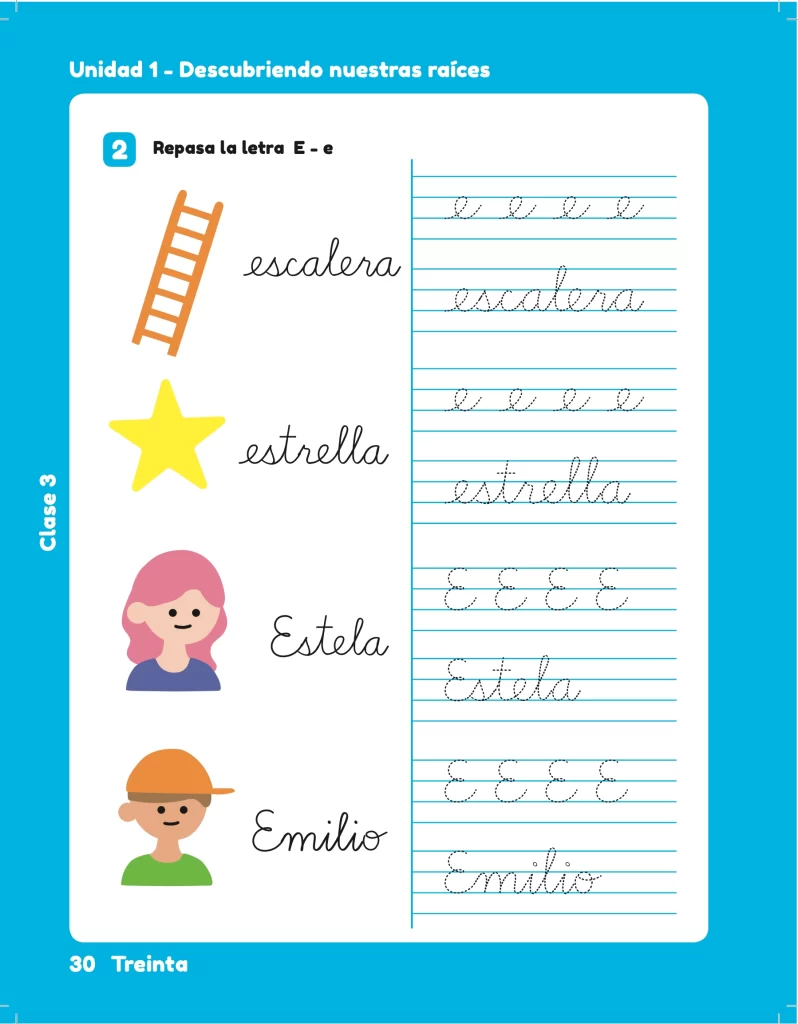 Unidad 1 - Descubriendo nuestras raíces
2 Repasa la letra E - e
escalera
e e e e
escalera
estrella
e e e e
estrella
Estela
E E E E
Estela
Emilio
E E E E
Emilio
Clase 3
30 Treinta